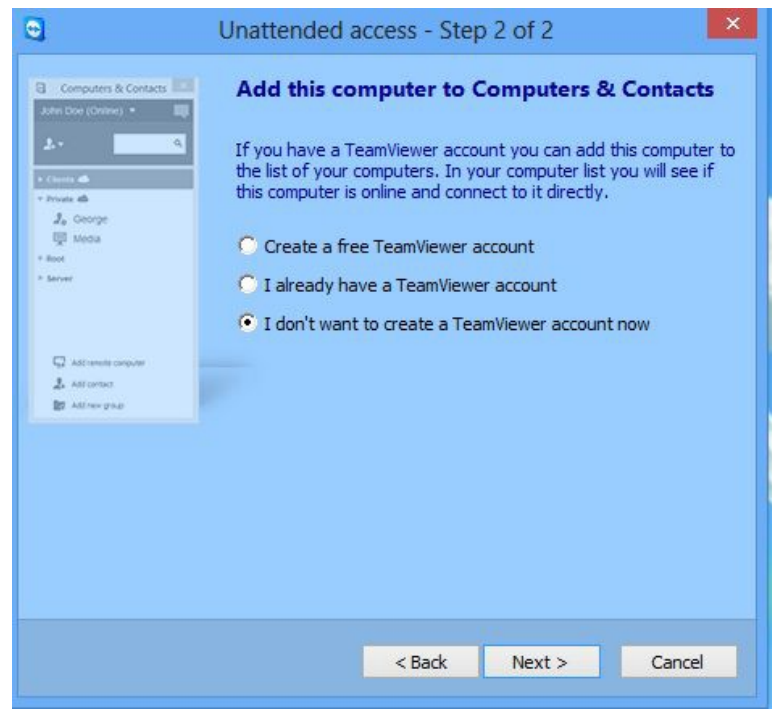 Unattended access - Step 2 of 2
Computers & Contacts
John Doe (Online)
Clients
Private
George
Media
Root
Server
Add remote computer
Add contact
Add new group
Add this computer to Computers & Contacts
If you have a TeamViewer account you can add this computer to
the list of your computers. In your computer list you will see if
this computer is online and connect to it directly.
Create a free TeamViewer account
I already have a TeamViewer account
I don't want to create a TeamViewer account now
< Back
Next >
Cancel